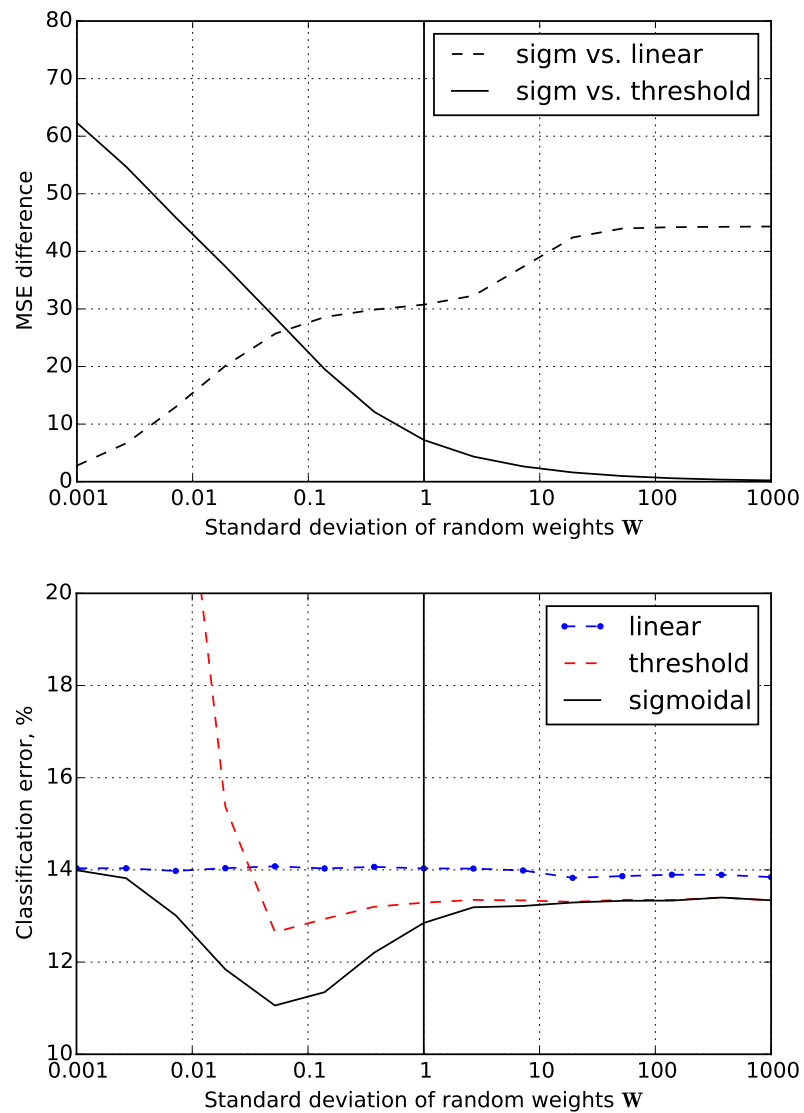 80
70
60
50
40
30
20
10
0
MSE difference
sigm vs. linear
sigm vs. threshold
0.001 0.01 0.1 1 10 100 1000
Standard deviation of random weights W
20
18
16
14
12
10
Classification error, %
linear
threshold
sigmoidal
0.001 0.01 0.1 1 10 100 1000
Standard deviation of random weights W